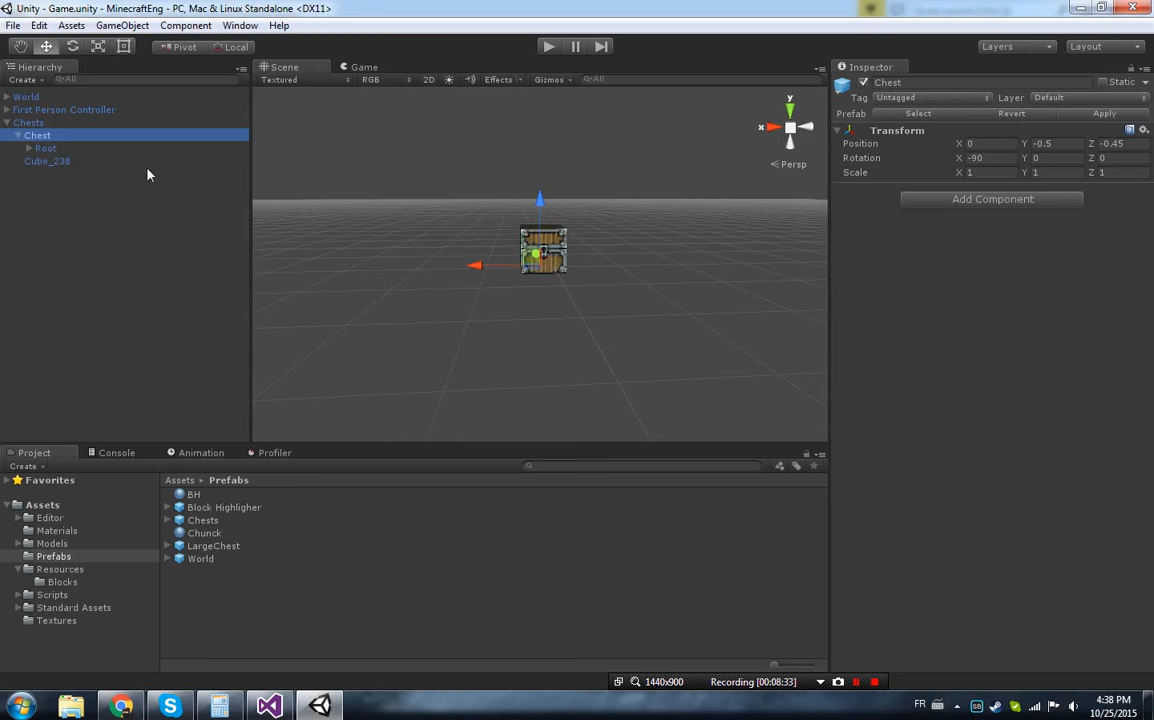 Unity - Game.unity - MinecraftEng - PC, Mac & Linux Standalone <DX11>
File Edit Assets GameObject Component Window Help
Pivot Local Layers Layout
Hierarchy Scene Game Inspector
Create All Textured RGB 2D Effects Gizmos All Chest Static
World Tag Untagged Layer Default
First Person Controller Prefab Select Revert Apply
Chests y Transform
Chest x Position X 0 Y -0.5 Z -0.45
Root Rotation X -90 Y 0 Z 0
Cube_238 Persp Scale X 1 Y 1 Z 1
Add Component
Project Console Animation Profiler
Create
Favorites Assets Prefabs
Assets BH
Editor Block Highligher
Materials Chests
Models Chunck
Prefabs LargeChest
Resources World
Blocks
Scripts
Standard Assets
Textures
1440x900 Recording [00:08:33]
FR 4:38 PM
10/25/2015